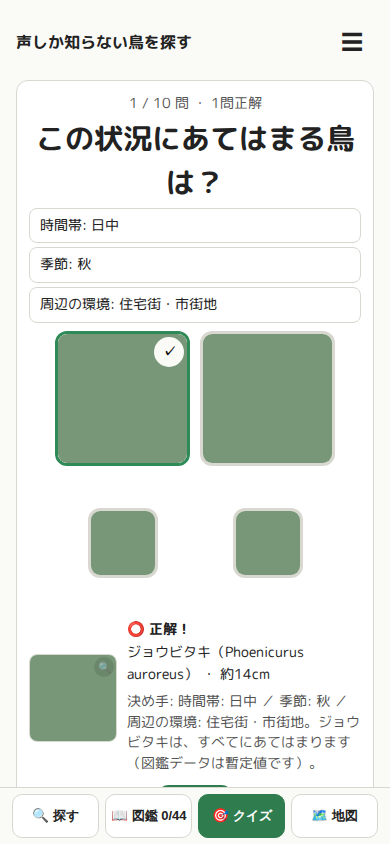 声しか知らない鳥を探す
1 / 10 問 ・ 1問正解
この状況にあてはまる鳥
は？
時間帯: 日中
季節: 秋
周辺の環境: 住宅街・市街地
✓
⭕ 正解！
ジョウビタキ（Phoenicurus
auroreus） ・ 約14cm
決め手: 時間帯: 日中 ／ 季節: 秋 ／
周辺の環境: 住宅街・市街地。ジョウ
ビタキは、すべてにあてはまります
（図鑑データは暫定値です）。
🔍 探す
📖 図鑑 0/44
🎯 クイズ
🗺️ 地図